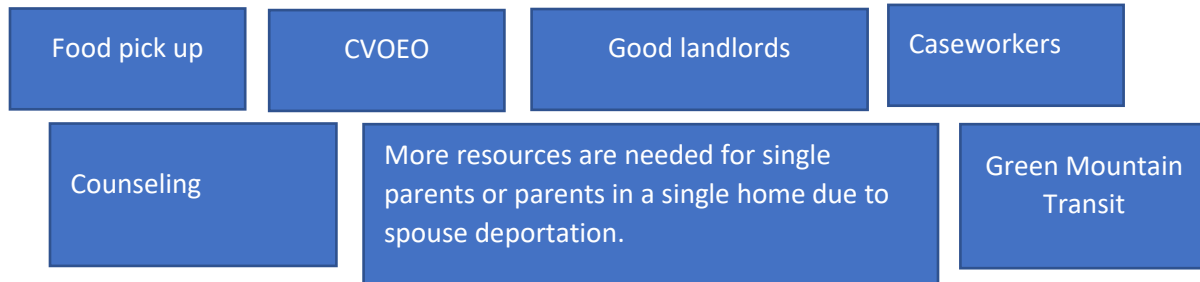 Food pick up
CVOEO
Good landlords
Caseworkers
Counseling
More resources are needed for single
parents or parents in a single home due to
spouse deportation.
Green Mountain
Transit